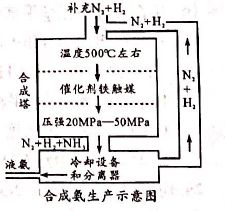 补充N₂+H₂
N₂+H₂
温度500℃左右
合成塔
催化剂铁触媒
N₂+H₂
压强20MPa—50MPa
N₂+H₂+NH₃
液氨
冷却设备
和分离器
合成氨生产示意图